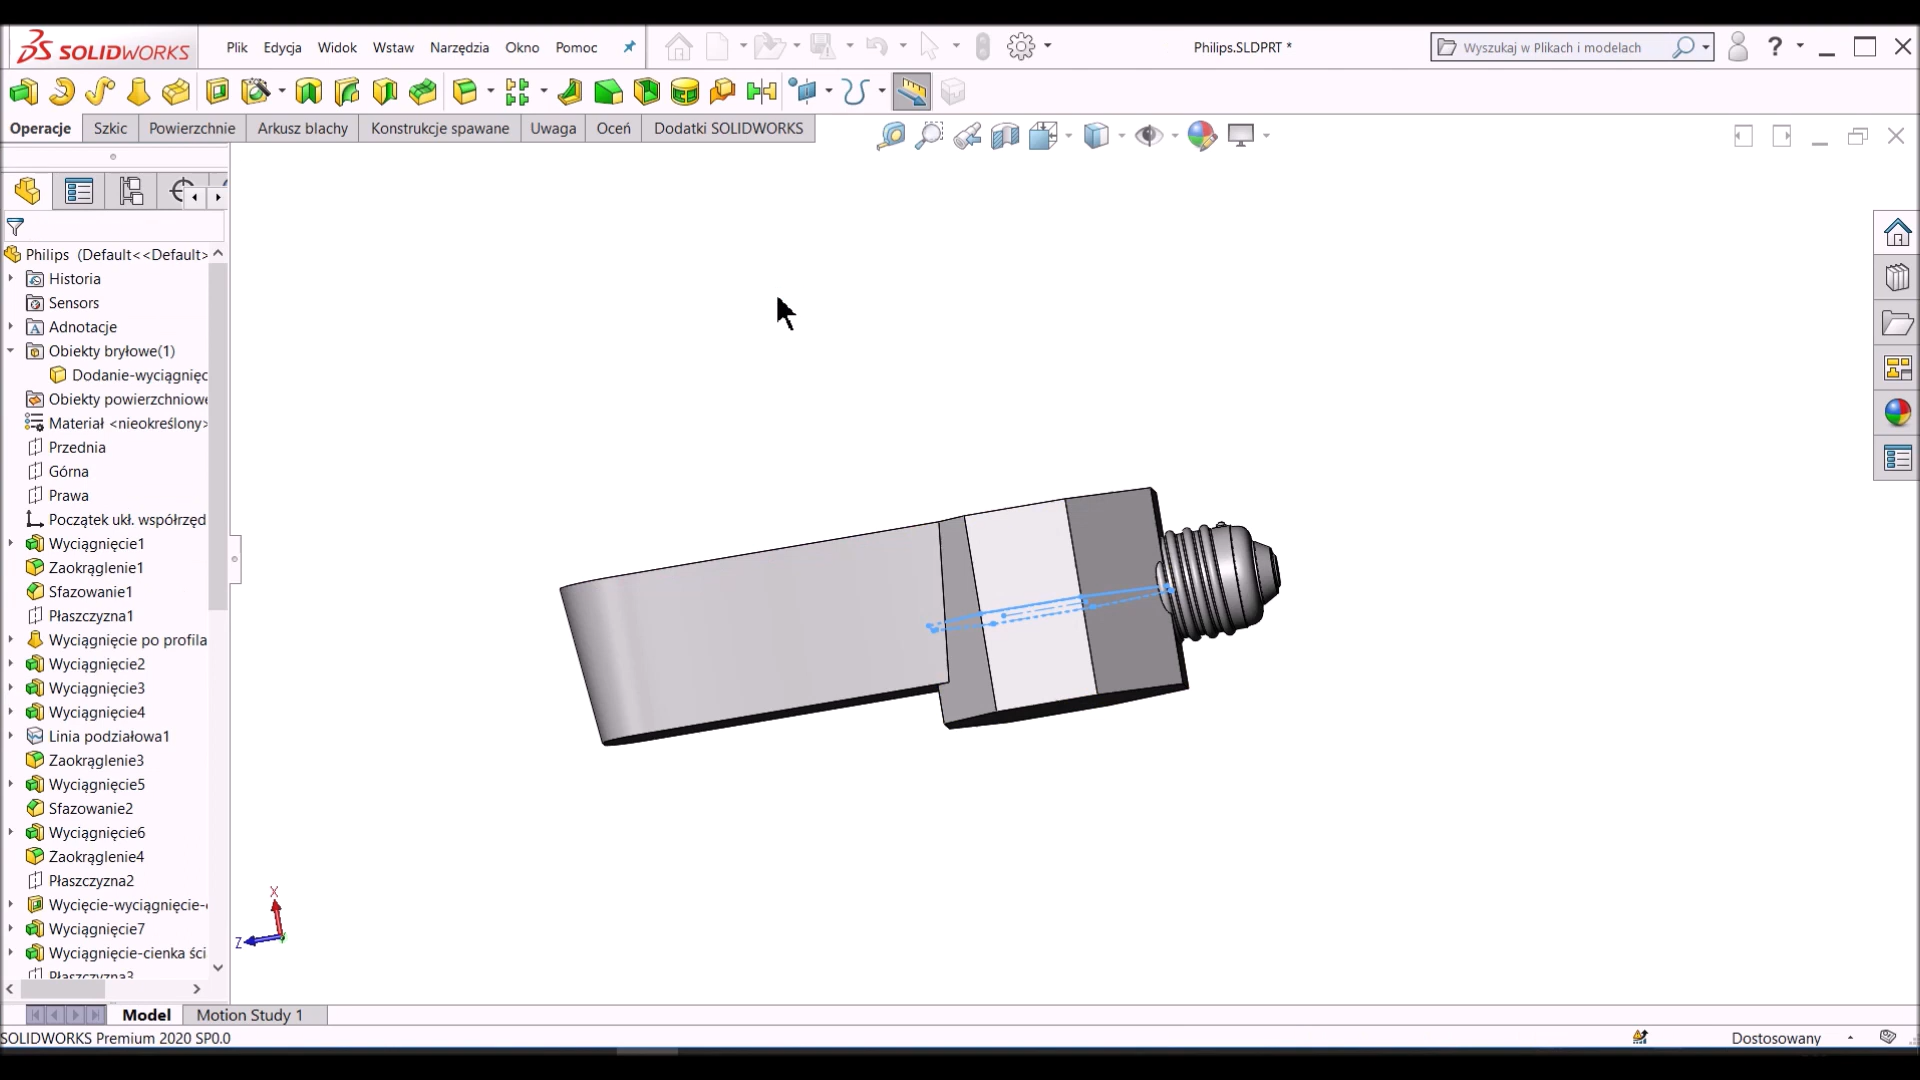 SOLIDWORKS
Plik Edycja Widok Wstaw Narzędzia Okno Pomoc
Philips.SLDPRT *
Wyszukaj w Plikach i modelach
?
Operacje Szkic Powierzchnie Arkusz blachy Konstrukcje spawane Uwaga Oceń Dodatki SOLIDWORKS
Philips (Default<<Default>
Historia
Sensors
Adnotacje
Obiekty bryłowe(1)
Dodanie-wyciągnięc
Obiekty powierzchniowe
Materiał <nieokreślony>
Przednia
Górna
Prawa
Początek ukł. współrzęd
Wyciągnięcie1
Zaokrąglenie1
Sfazowanie1
Płaszczyzna1
Wyciągnięcie po profila
Wyciągnięcie2
Wyciągnięcie3
Wyciągnięcie4
Linia podziałowa1
Zaokrąglenie3
Wyciągnięcie5
Sfazowanie2
Wyciągnięcie6
Zaokrąglenie4
Płaszczyzna2
Wycięcie-wyciągnięcie-
Wyciągnięcie7
Wyciągnięcie-cienka ści
Płaszczyzna3
X
Z
Model Motion Study 1
SOLIDWORKS Premium 2020 SP0.0
Dostosowany